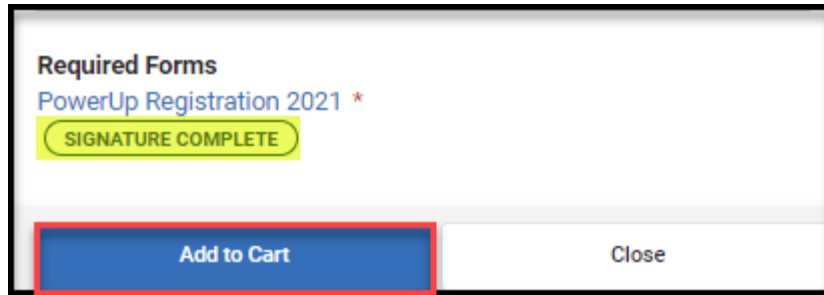 Required Forms
PowerUp Registration 2021 *
SIGNATURE COMPLETE
Add to Cart
Close